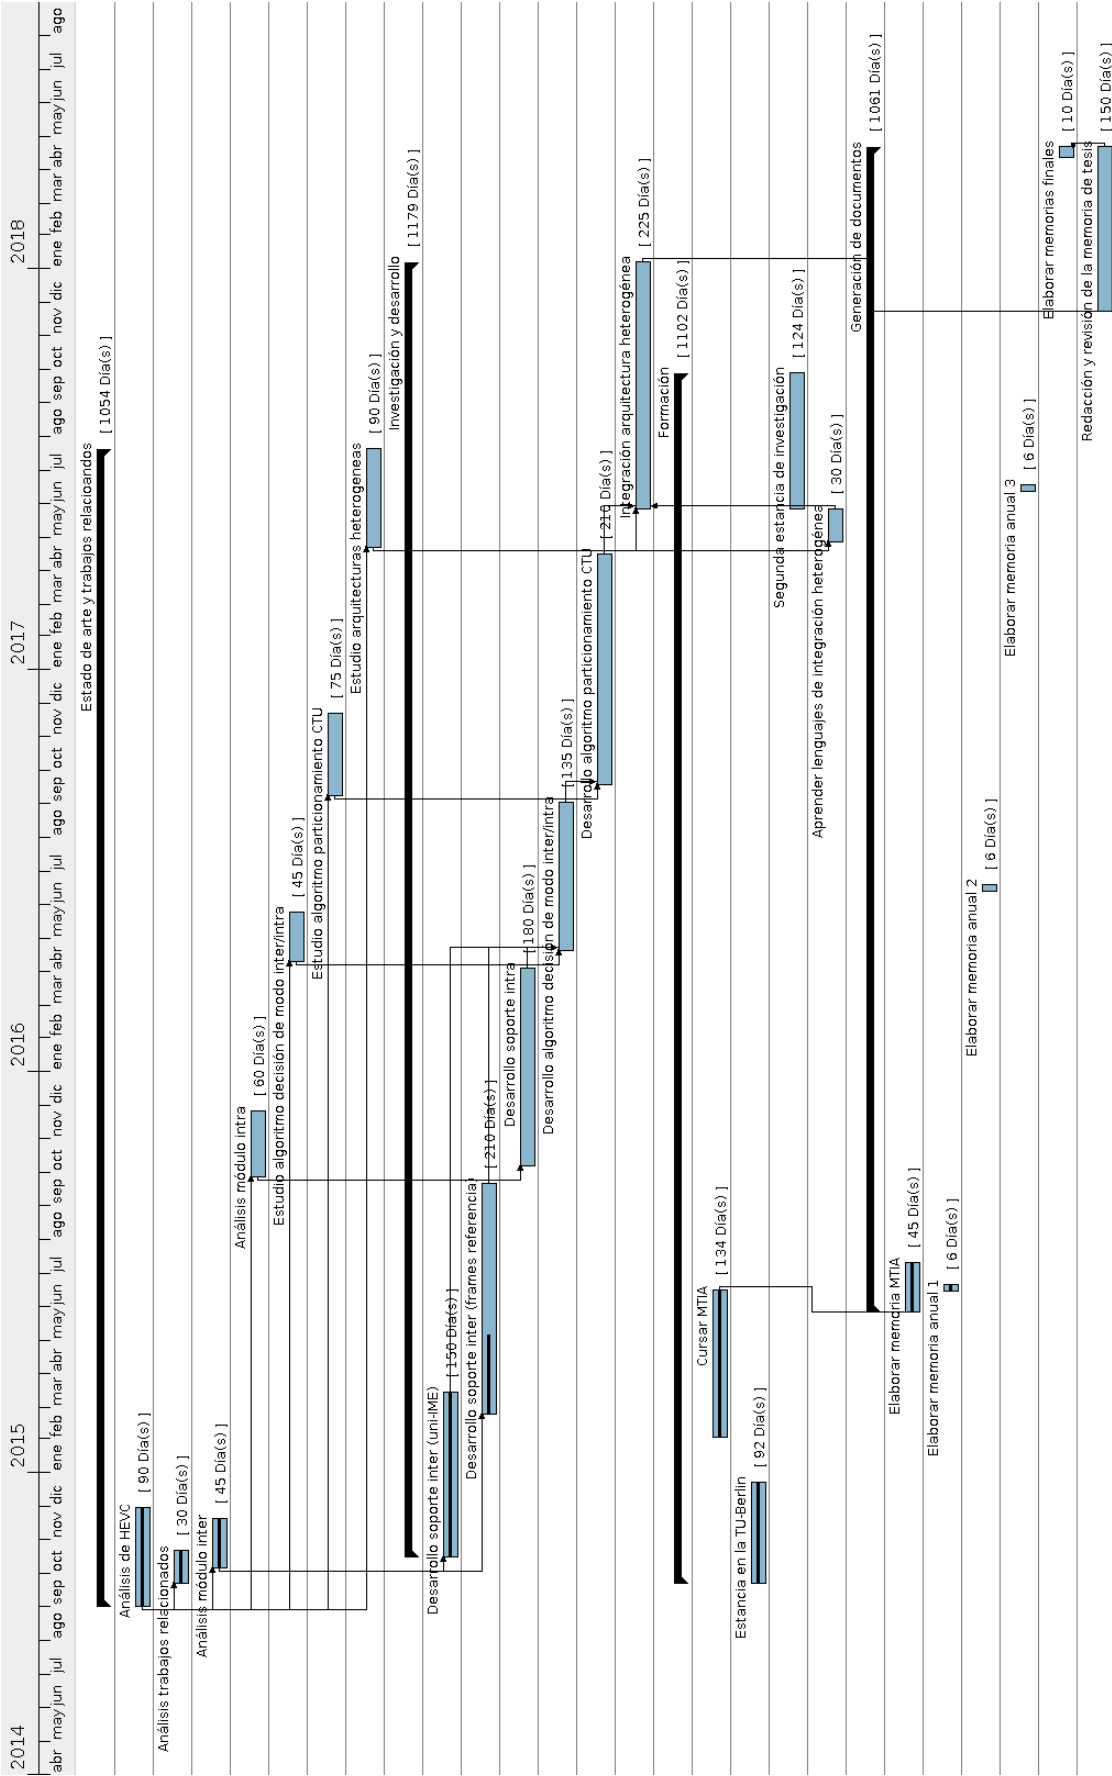 2014
2015
2016
2017
2018
abr may jun jul ago sep oct nov dic ene feb mar abr may jun jul ago sep oct nov dic ene feb mar abr may jun jul ago sep oct nov dic ene feb mar abr may jun jul ago sep oct nov dic ene feb mar abr may jun jul ago
Estado de arte y trabajos relacioandos
[ 1054 Día(s) ]
Análisis de HEVC
[ 90 Día(s) ]
Análisis trabajos relacionados
[ 30 Día(s) ]
Análisis módulo inter
[ 45 Día(s) ]
Análisis módulo intra
[ 60 Día(s) ]
Estudio algoritmo decisión de modo inter/intra
[ 45 Día(s) ]
Estudio algoritmo particionamiento CTU
[ 75 Día(s) ]
Estudio arquitecturas heterogeneas
[ 90 Día(s) ]
Investigación y desarrollo
[ 1179 Día(s) ]
Desarrollo soporte inter (uni-IME)
[ 150 Día(s) ]
Desarrollo soporte inter (frames referencia)
[ 210 Día(s) ]
Desarrollo soporte intra
[ 180 Día(s) ]
Desarrollo algoritmo decisión de modo inter/intra
[ 135 Día(s) ]
Desarrollo algoritmo particionamiento CTU
[ 210 Día(s) ]
Integración arquitectura heterogénea
[ 225 Día(s) ]
Formación
[ 1102 Día(s) ]
Cursar MTIA
[ 134 Día(s) ]
Estancia en la TU-Berlin
[ 92 Día(s) ]
Segunda estancia de investigación
[ 124 Día(s) ]
Aprender lenguajes de integración heterogénea
[ 30 Día(s) ]
Generación de documentos
[ 1061 Día(s) ]
Elaborar memoria MTIA
[ 45 Día(s) ]
Elaborar memoria anual 1
[ 6 Día(s) ]
Elaborar memoria anual 2
[ 6 Día(s) ]
Elaborar memoria anual 3
[ 6 Día(s) ]
Elaborar memorias finales
[ 10 Día(s) ]
Redacción y revisión de la memoria de tesis
[ 150 Día(s) ]